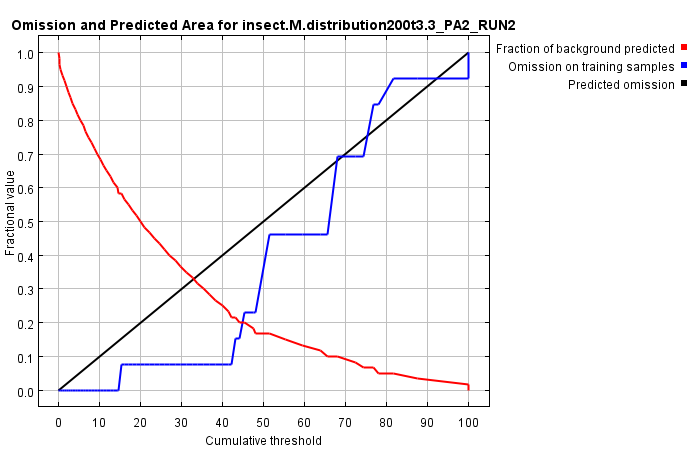 Omission and Predicted Area for insect.M.distribution200t3.3_PA2_RUN2
Fraction of background predicted
Omission on training samples
Predicted omission
Fractional value
1.0
0.9
0.8
0.7
0.6
0.5
0.4
0.3
0.2
0.1
0.0
0 10 20 30 40 50 60 70 80 90 100
Cumulative threshold